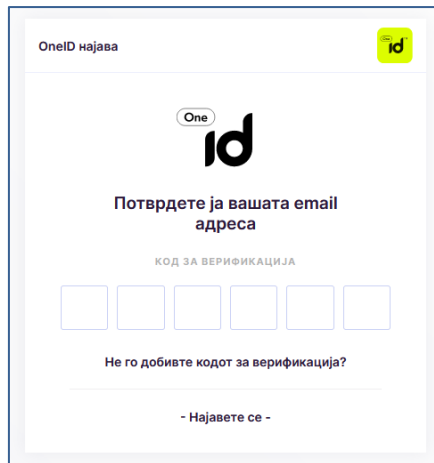 OneID најава
One
id
One
id
Потврдете ја вашата email
адреса
КОД ЗА ВЕРИФИКАЦИЈА
Не го добивте кодот за верификација?
- Најавете се -